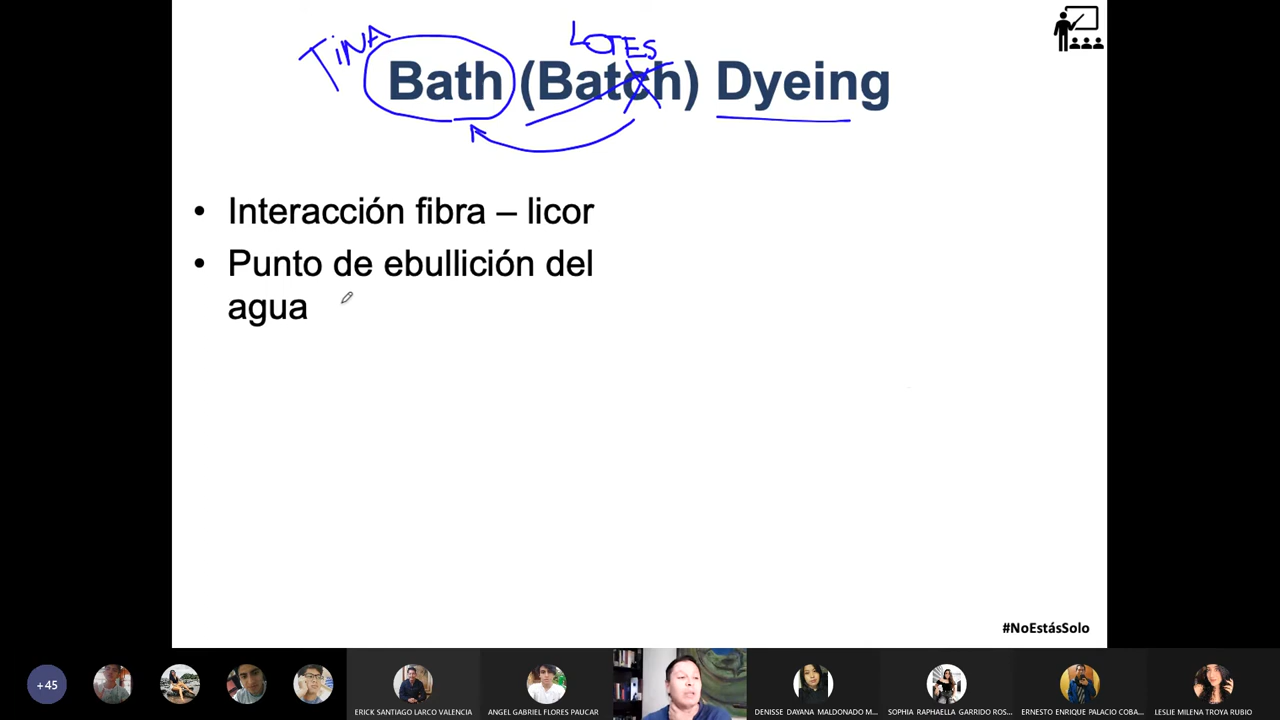 TINA
LOTES
Bath (Batch) Dyeing
• Interacción fibra – licor
• Punto de ebullición del
agua
#NoEstásSolo
+45
ERICK SANTIAGO LARCO VALENCIA
ANGEL GABRIEL FLORES PAUCAR
DENISSE DAYANA MALDONADO M...
SOPHIA RAPHAELLA GARRIDO ROS...
ERNESTO ENRIQUE PALACIO COBA...
LESLIE MILENA TROYA RUBIO